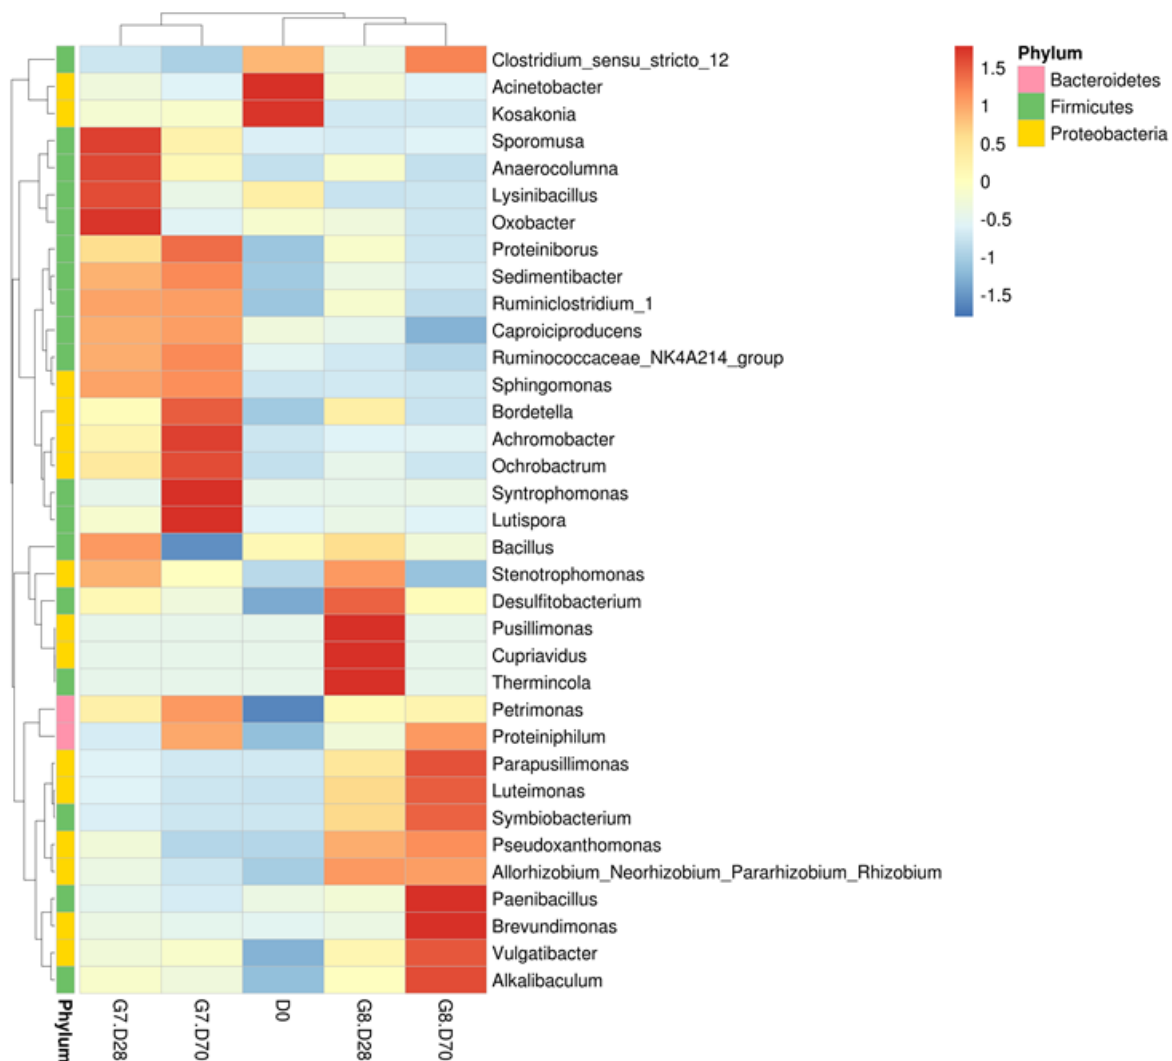 Clostridium_sensu_stricto_12
Acinetobacter
Kosakonia
Sporomusa
Anaerocolumna
Lysinibacillus
Oxobacter
Proteiniborus
Sedimentibacter
Ruminiclostridium_1
Caproiciproducens
Ruminococcaceae_NK4A214_group
Sphingomonas
Bordetella
Achromobacter
Ochrobactrum
Syntrophomonas
Lutispora
Bacillus
Stenotrophomonas
Desulfitobacterium
Pusillimonas
Cupriavidus
Thermincola
Petrimonas
Proteiniphilum
Parapusillimonas
Luteimonas
Symbiobacterium
Pseudoxanthomonas
Allorhizobium_Neorhizobium_Pararhizobium_Rhizobium
Paenibacillus
Brevundimonas
Vulgatibacter
Alkalibaculum
Phylum
G7.D28
G7.D70
D0
G8.D28
G8.D70
1.5
1
0.5
0
-0.5
-1
-1.5
Phylum
Bacteroidetes
Firmicutes
Proteobacteria